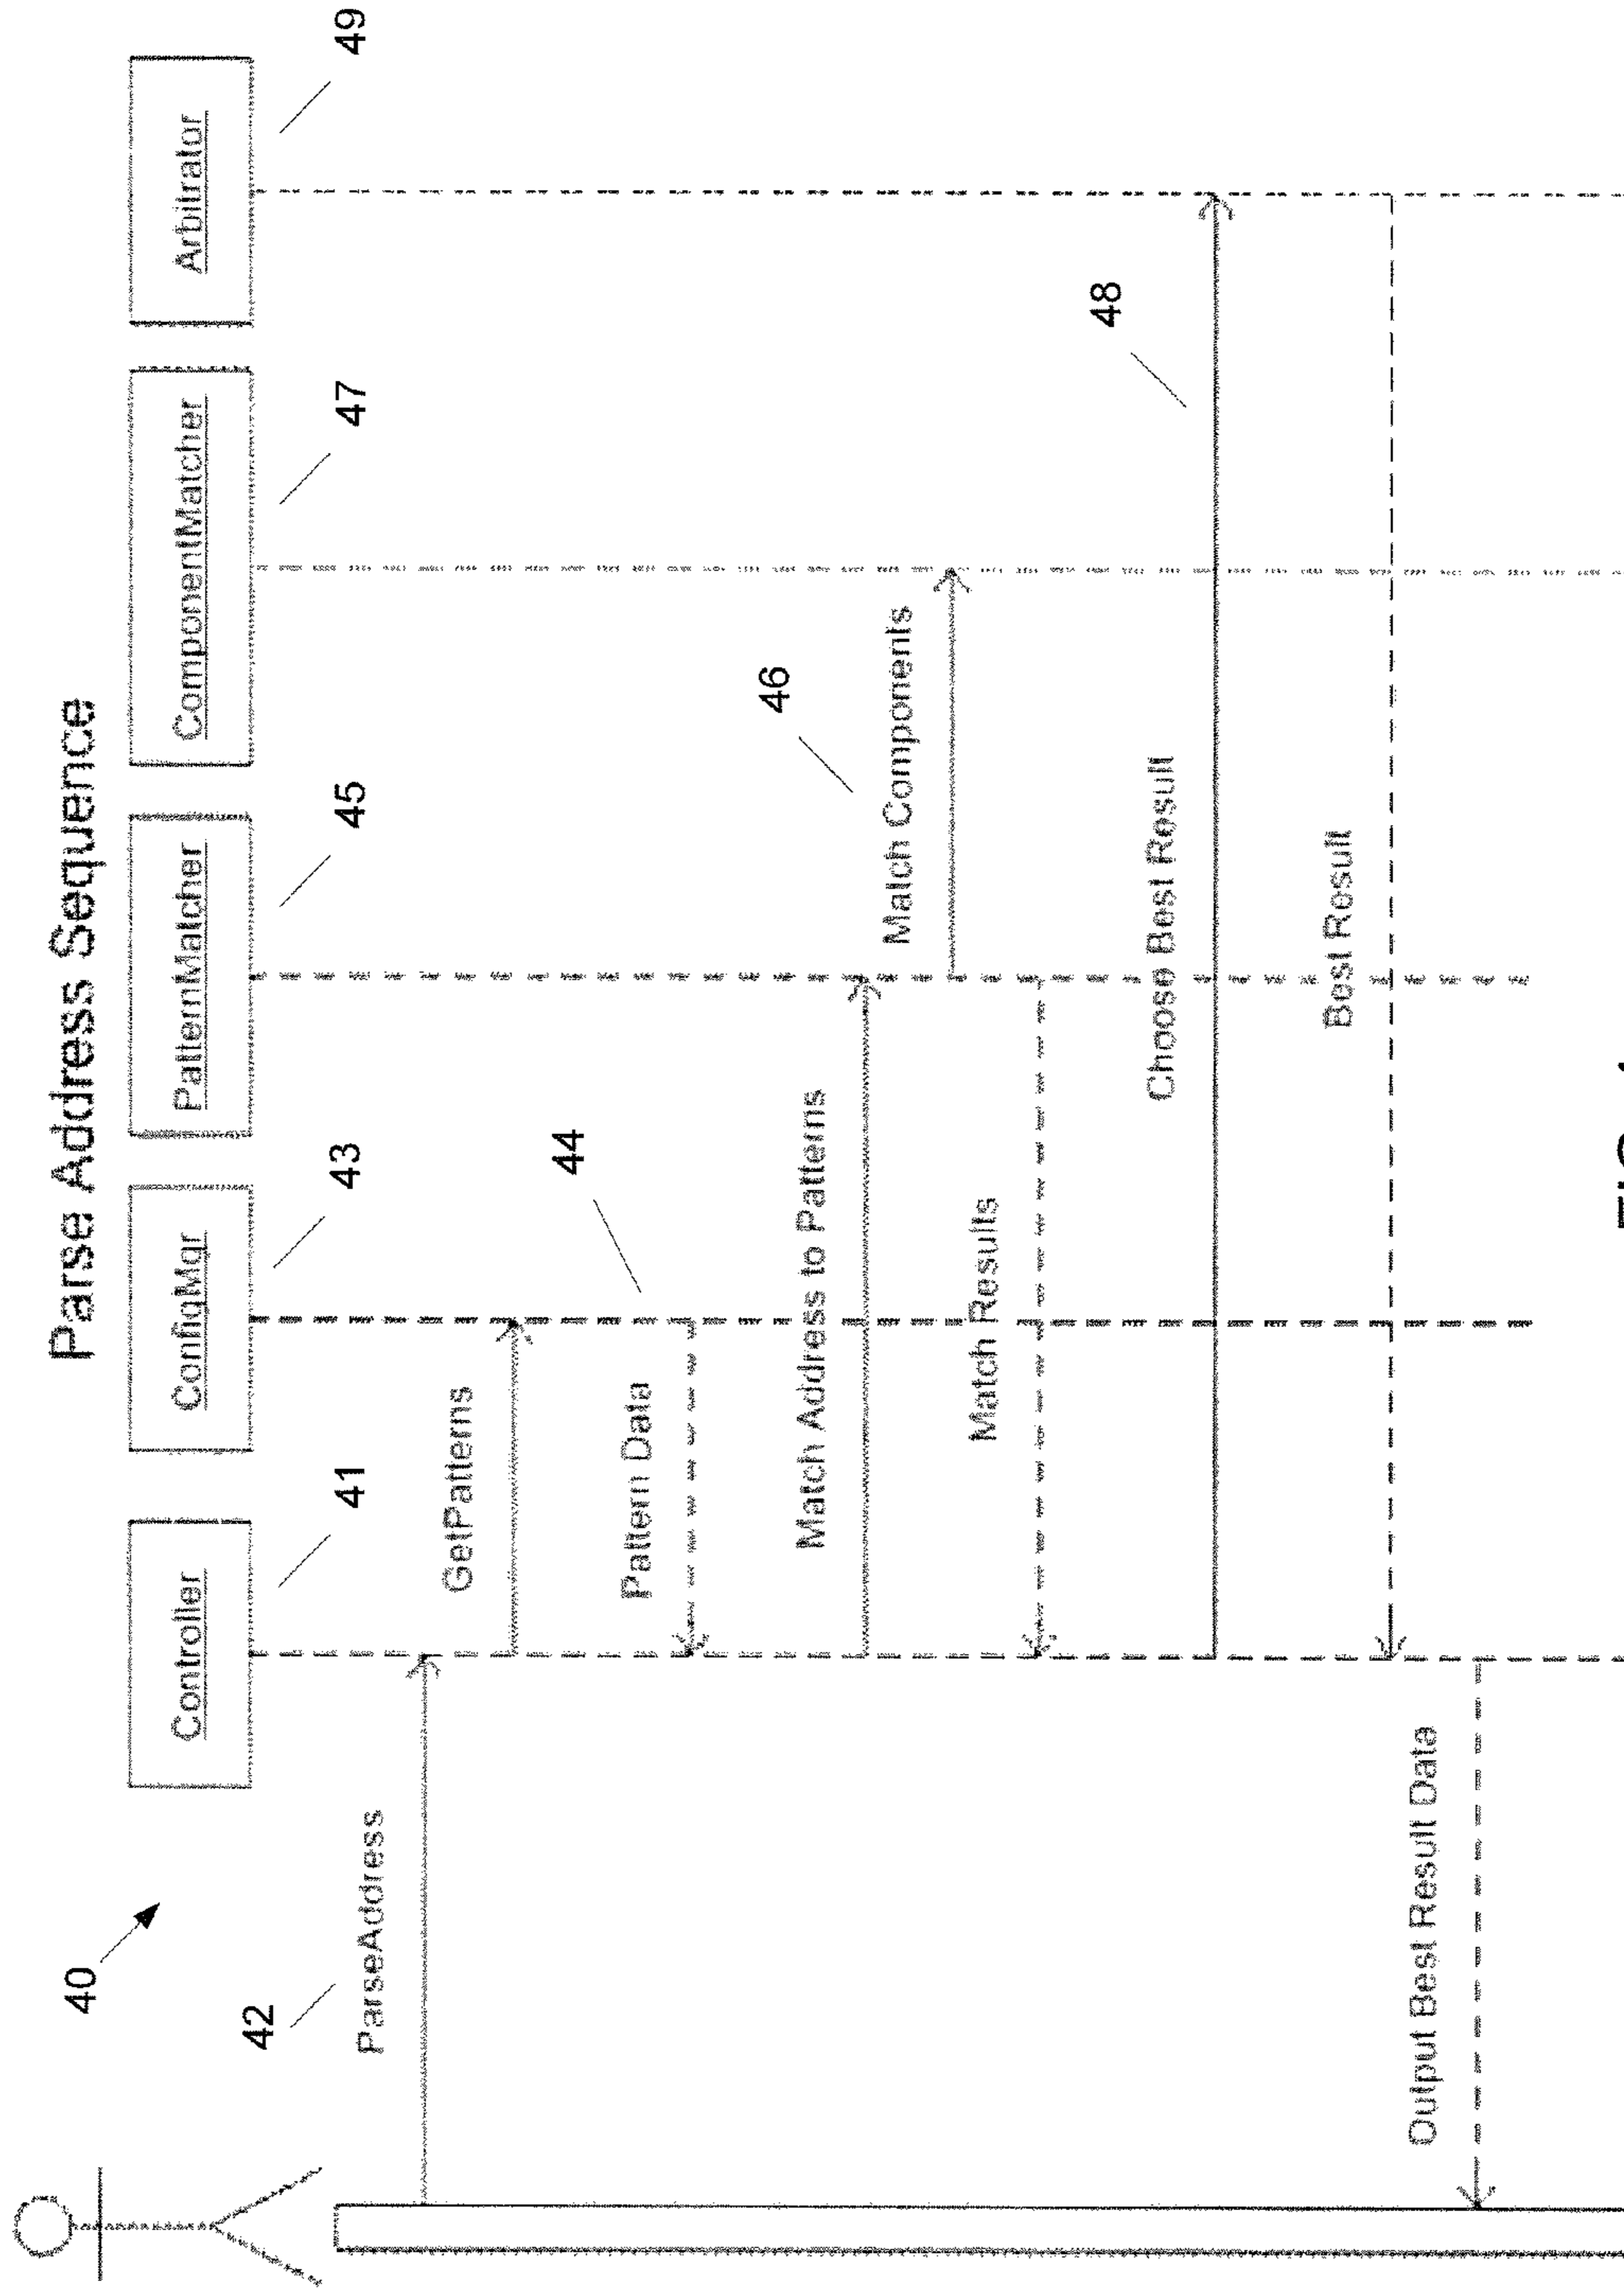 Parse Address Sequence
40
Controller
ConfigMgr
PatternMatcher
ComponentMatcher
Arbitrator
41
43
45
47
49
42
ParseAddress
GetPatterns
44
Pattern Data
46
Match Address to Patterns
Match Components
Match Results
48
Choose Best Result
Best Result
Output Best Result Data